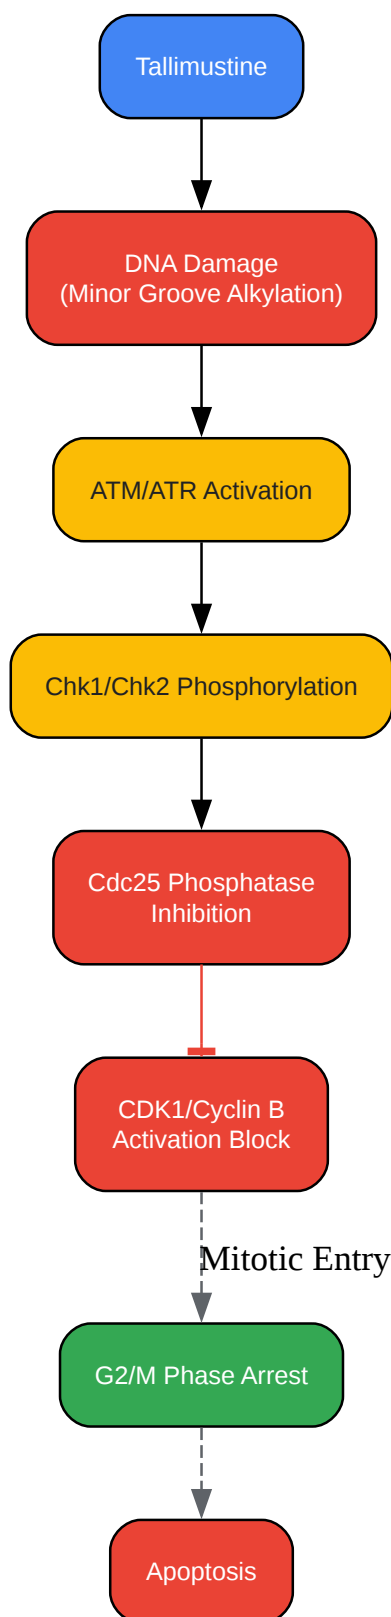 Tallimustine
DNA Damage
(Minor Groove Alkylation)
ATM/ATR Activation
Chk1/Chk2 Phosphorylation
Cdc25 Phosphatase
Inhibition
CDK1/Cyclin B
Activation Block
Mitotic Entry
G2/M Phase Arrest
Apoptosis